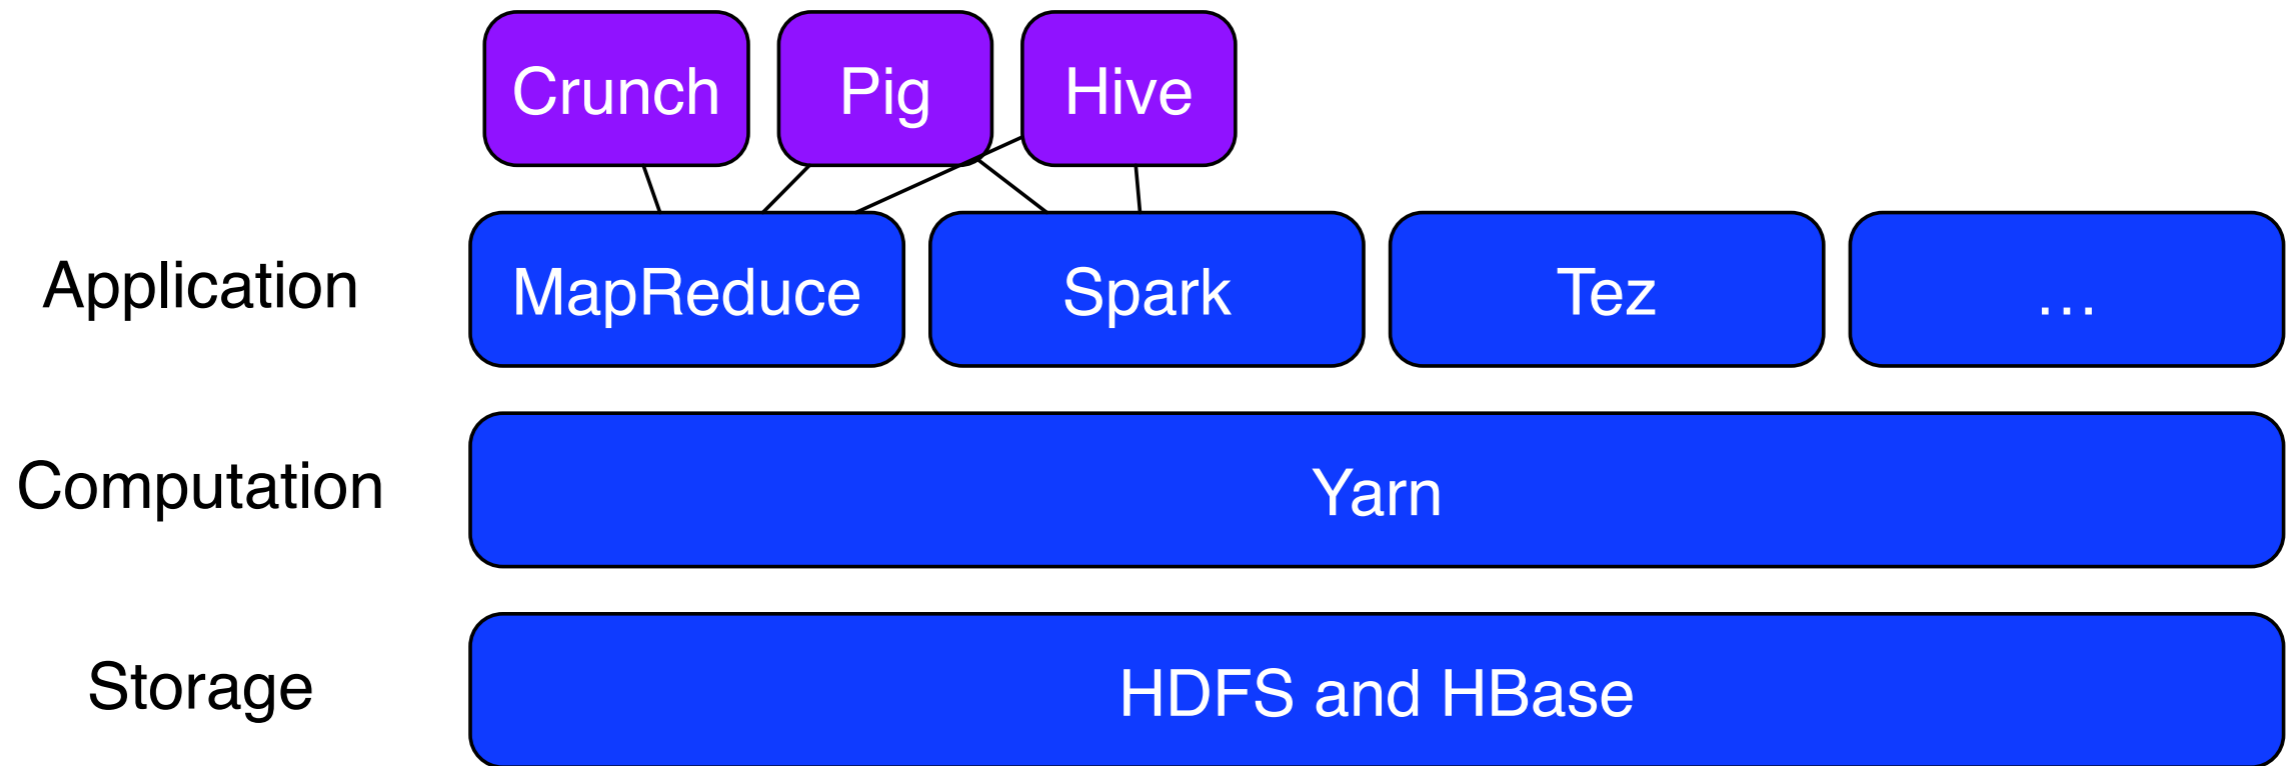 Crunch
Pig
Hive
Application
MapReduce
Spark
Tez
...
Computation
Yarn
Storage
HDFS and HBase